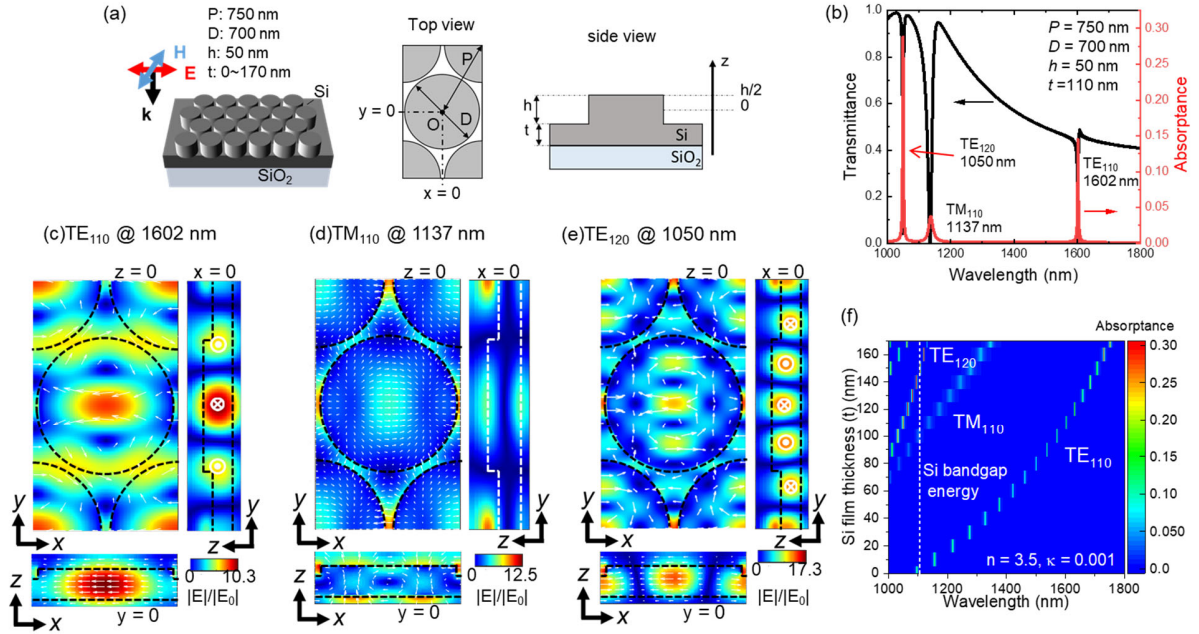 (a)
P: 750 nm
D: 700 nm
h: 50 nm
t: 0~170 nm
H
E
k
Si
SiO2
Top view
P
y = 0
O
D
x = 0
side view
z
h/2
0
h
t
Si
SiO2
(b)
Transmittance
1.0
0.8
0.6
0.4
0.2
0.0
P = 750 nm
D = 700 nm
h = 50 nm
t =110 nm
TE120
1050 nm
TM110
1137 nm
TE110
1602 nm
0.30
0.25
0.20
0.15
0.10
0.05
0.00
Absorptance
1000 1200 1400 1600 1800
Wavelength (nm)
(c)TE110 @ 1602 nm
z = 0
x = 0
y
x
y
z
z
x
y = 0
0 10.3
|E|/|E0|
(d)TM110 @ 1137 nm
z = 0
x = 0
y
x
y
z
z
x
y = 0
0 12.5
|E|/|E0|
(e)TE120 @ 1050 nm
z = 0
x = 0
y
x
y
z
z
x
y = 0
0 17.3
|E|/|E0|
(f)
Absorptance
Si film thickness (t) (nm)
160
140
120
100
80
60
40
20
0
TE120
TM110
TE110
Si bandgap
energy
n = 3.5, κ = 0.001
0.30
0.25
0.20
0.15
0.10
0.050
0.0
1000 1200 1400 1600 1800
Wavelength (nm)